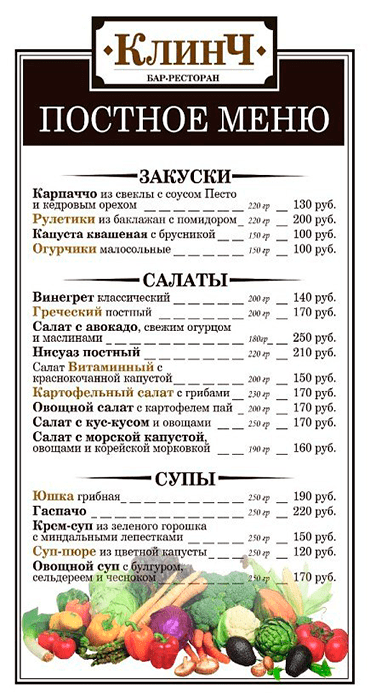 КЛИНЧ
БАР-РЕСТОРАН
ПОСТНОЕ МЕНЮ
ЗАКУСКИ
Карпаччо из свеклы с соусом Песто
и кедровым орехом 220 гр 130 руб.
Рулетики из баклажан с помидором 220 гр 200 руб.
Капуста квашеная с брусникой 150 гр 100 руб.
Огурчики малосольные 150 гр 100 руб.
САЛАТЫ
Винегрет классический 200 гр 140 руб.
Греческий постный 200 гр 170 руб.
Салат с авокадо, свежим огурцом
и маслинами 180гр 250 руб.
Нисуаз постный 220 гр 210 руб.
Салат Витаминный с
краснокочанной капустой 200 гр 150 руб.
Картофельный салат с грибами 230 гр 170 руб.
Овощной салат с картофелем пай 200 гр 170 руб.
Салат с кус-кусом и овощами 250 гр 170 руб.
Салат с морской капустой,
овощами и корейской морковкой 190 гр 160 руб.
СУПЫ
Юшка грибная 250 гр 190 руб.
Гаспачо 250 гр 220 руб.
Крем-суп из зеленого горошка
с миндальными лепестками 250 гр 150 руб.
Суп-пюре из цветной капусты 250 гр 120 руб.
Овощной суп с булгуром,
сельдереем и чесноком 250 гр 170 руб.